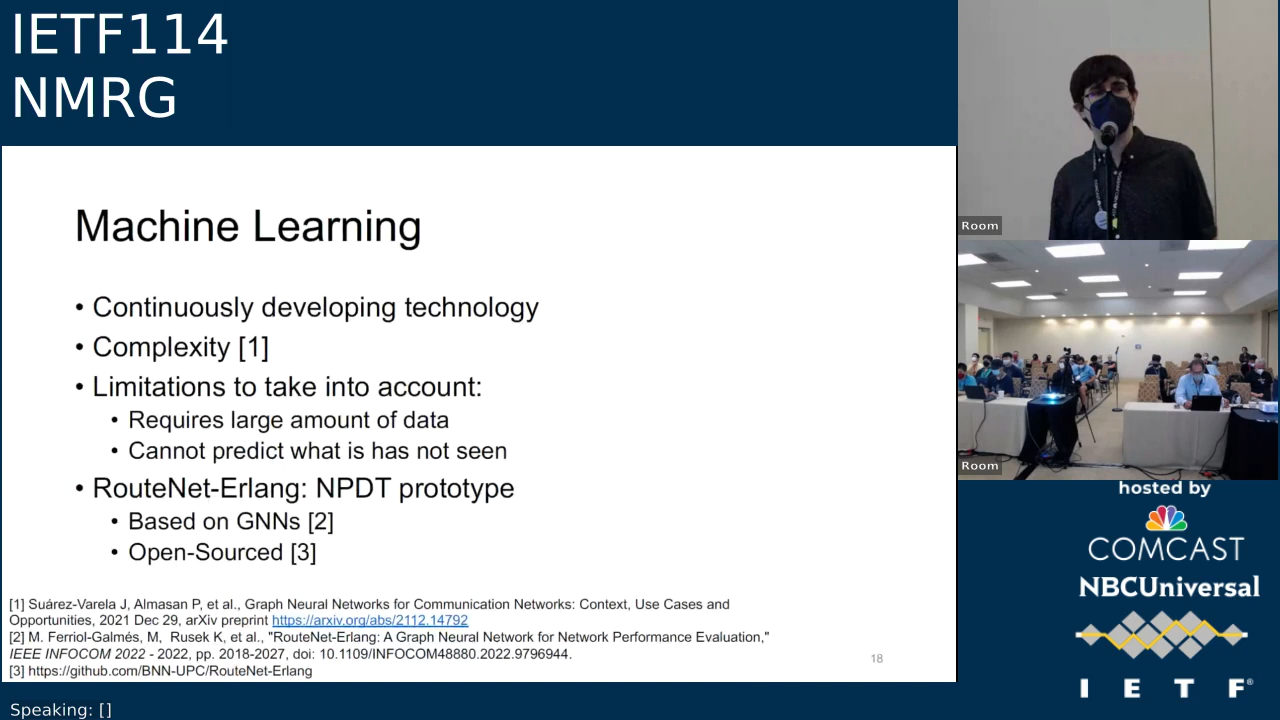 IETF114
NMRG
Machine Learning
• Continuously developing technology
• Complexity [1]
• Limitations to take into account:
• Requires large amount of data
• Cannot predict what is has not seen
• RouteNet-Erlang: NPDT prototype
• Based on GNNs [2]
• Open-Sourced [3]
[1] Suárez-Varela J, Almasan P, et al., Graph Neural Networks for Communication Networks: Context, Use Cases and
Opportunities, 2021 Dec 29, arXiv preprint https://arxiv.org/abs/2112.14792
[2] M. Ferriol-Galmés, M, Rusek K, et al., "RouteNet-Erlang: A Graph Neural Network for Network Performance Evaluation,"
IEEE INFOCOM 2022 - 2022, pp. 2018-2027, doi: 10.1109/INFOCOM48880.2022.9796944.
[3] https://github.com/BNN-UPC/RouteNet-Erlang
18
Room
Room
hosted by
COMCAST
NBCUniversal
I E T F®
Speaking: []